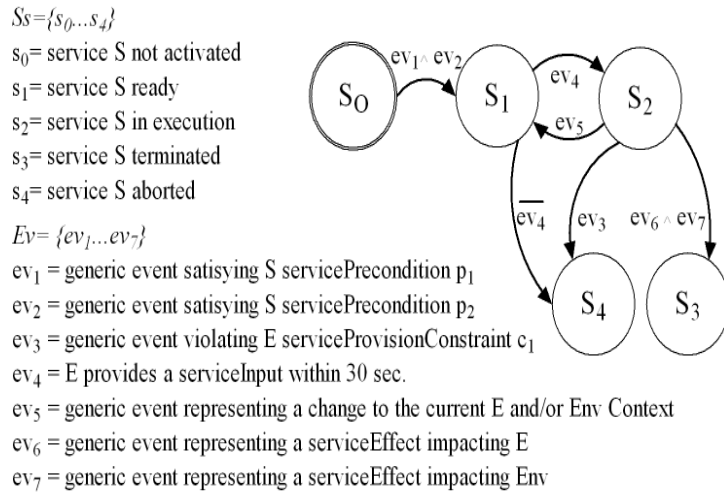 Ss={s₀...s₄}
s₀= service S not activated
s₁= service S ready
s₂= service S in execution
s₃= service S terminated
s₄= service S aborted
Ev= {ev₁...ev₇}
ev₁ = generic event satisying S servicePrecondition p₁
ev₂ = generic event satisying S servicePrecondition p₂
ev₃ = generic event violating E serviceProvisionConstraint c₁
ev₄ = E provides a serviceInput within 30 sec.
ev₅ = generic event representing a change to the current E and/or Env Context
ev₆ = generic event representing a serviceEffect impacting E
ev₇ = generic event representing a serviceEffect impacting Env
S₀
ev₁ ∧ ev₂
S₁
ev₄
ev₅
S₂
e̅v̅₄̅
ev₃
ev₆ ∧ ev₇
S₄
S₃